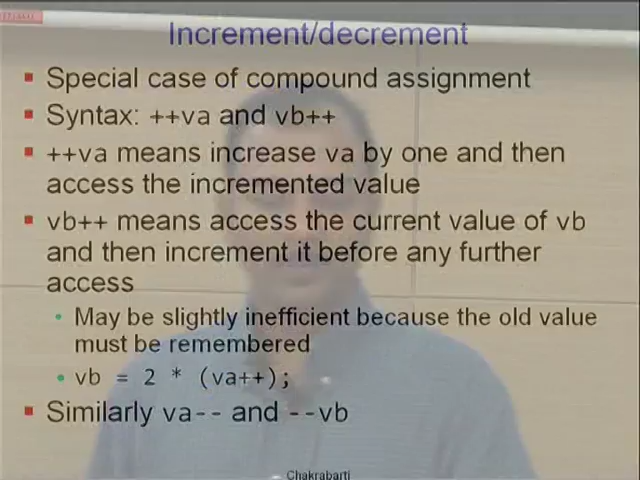 Increment/decrement
Special case of compound assignment
Syntax: ++va and vb++
++va means increase va by one and then
access the incremented value
vb++ means access the current value of vb
and then increment it before any further
access
May be slightly inefficient because the old value
must be remembered
vb = 2 * (va++);
Similarly va-- and --vb
Chakrabarti